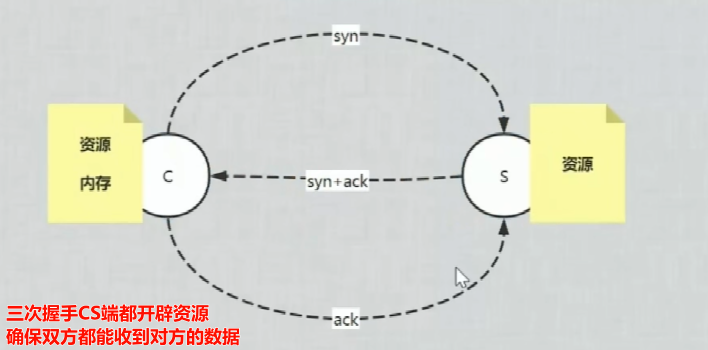 syn
资源
内存
C
syn+ack
S
资源
ack
三次握手CS端都开辟资源
确保双方都能收到对方的数据